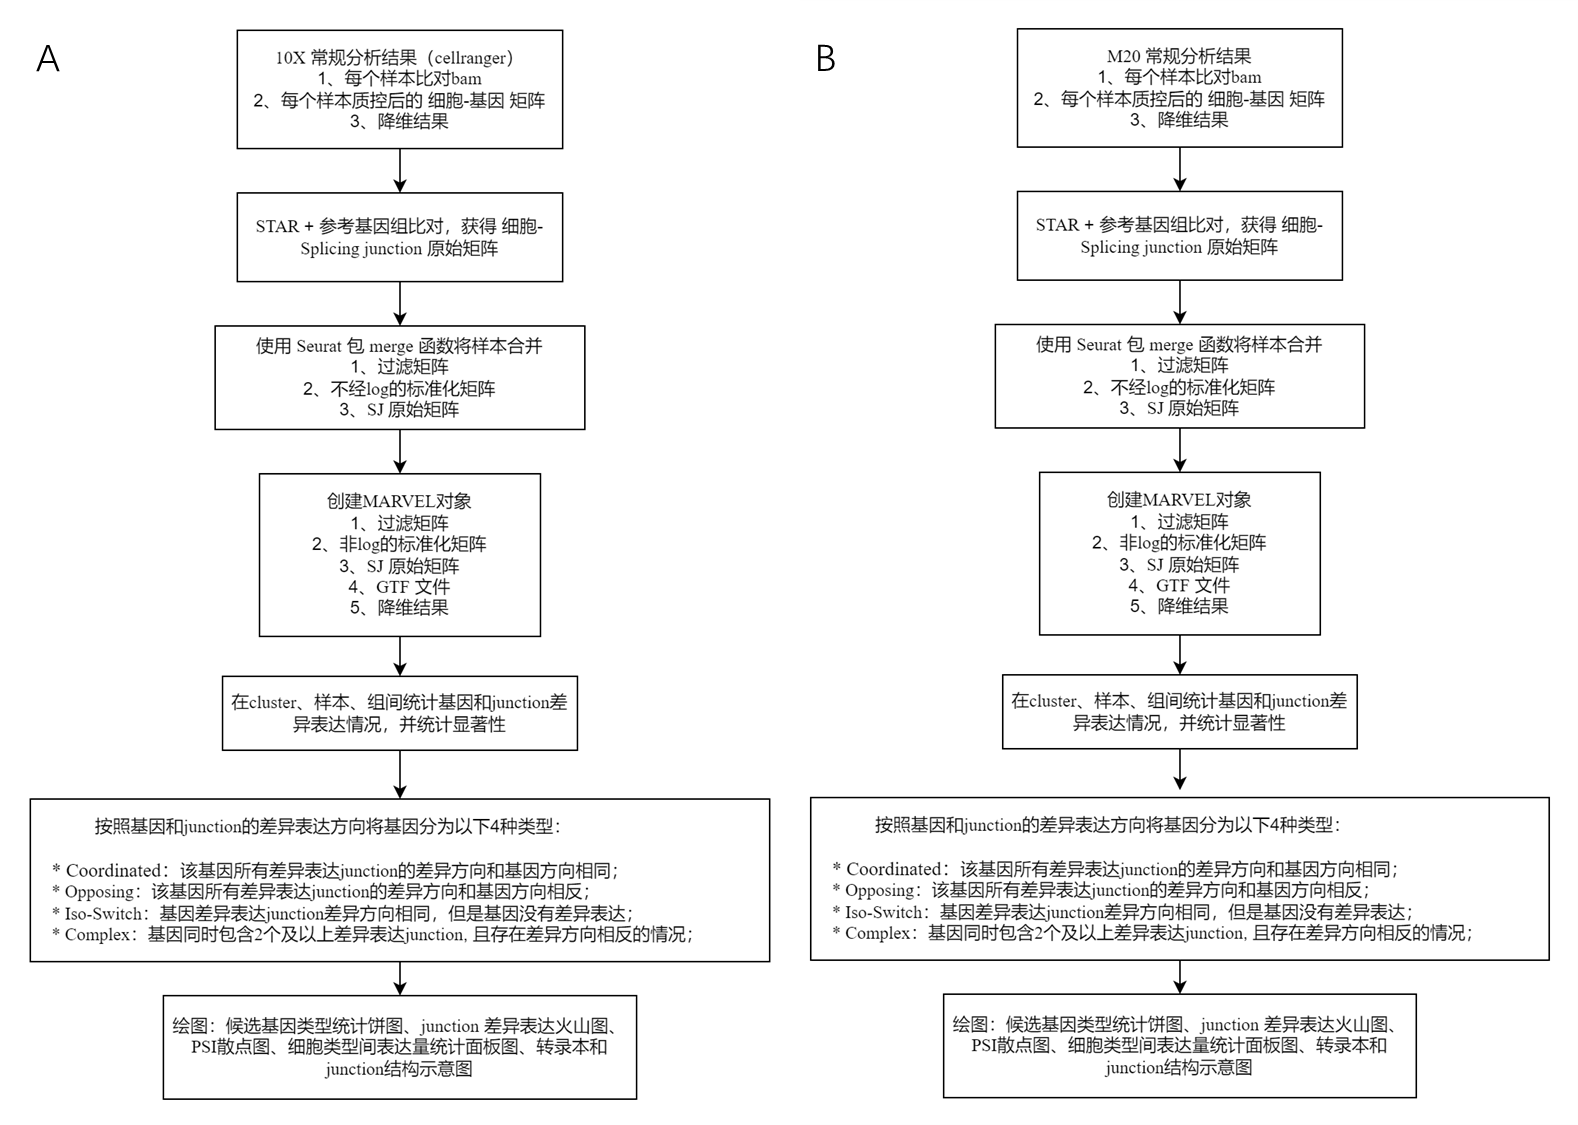 A
10X 常规分析结果（cellranger）
1、每个样本比对bam
2、每个样本质控后的 细胞-基因 矩阵
3、降维结果
STAR + 参考基因组比对，获得 细胞-
Splicing junction 原始矩阵
使用 Seurat 包 merge 函数将样本合并
1、过滤矩阵
2、不经log的标准化矩阵
3、SJ 原始矩阵
创建MARVEL对象
1、过滤矩阵
2、非log的标准化矩阵
3、SJ 原始矩阵
4、GTF 文件
5、降维结果
在cluster、样本、组间统计基因和junction差
异表达情况，并统计显著性
按照基因和junction的差异表达方向将基因分为以下4种类型：
* Coordinated：该基因所有差异表达junction的差异方向和基因方向相同；
* Opposing：该基因所有差异表达junction的差异方向和基因方向相反；
* Iso-Switch：基因差异表达junction差异方向相同，但是基因没有差异表达；
* Complex：基因同时包含2个及以上差异表达junction, 且存在差异方向相反的情况；
绘图：候选基因类型统计饼图、junction 差异表达火山图、
PSI散点图、细胞类型间表达量统计面板图、转录本和
junction结构示意图
B
M20 常规分析结果
1、每个样本比对bam
2、每个样本质控后的 细胞-基因 矩阵
3、降维结果
STAR + 参考基因组比对，获得 细胞-
Splicing junction 原始矩阵
使用 Seurat 包 merge 函数将样本合并
1、过滤矩阵
2、不经log的标准化矩阵
3、SJ 原始矩阵
创建MARVEL对象
1、过滤矩阵
2、非log的标准化矩阵
3、SJ 原始矩阵
4、GTF 文件
5、降维结果
在cluster、样本、组间统计基因和junction差
异表达情况，并统计显著性
按照基因和junction的差异表达方向将基因分为以下4种类型：
* Coordinated：该基因所有差异表达junction的差异方向和基因方向相同；
* Opposing：该基因所有差异表达junction的差异方向和基因方向相反；
* Iso-Switch：基因差异表达junction差异方向相同，但是基因没有差异表达；
* Complex：基因同时包含2个及以上差异表达junction, 且存在差异方向相反的情况；
绘图：候选基因类型统计饼图、junction 差异表达火山图、
PSI散点图、细胞类型间表达量统计面板图、转录本和
junction结构示意图